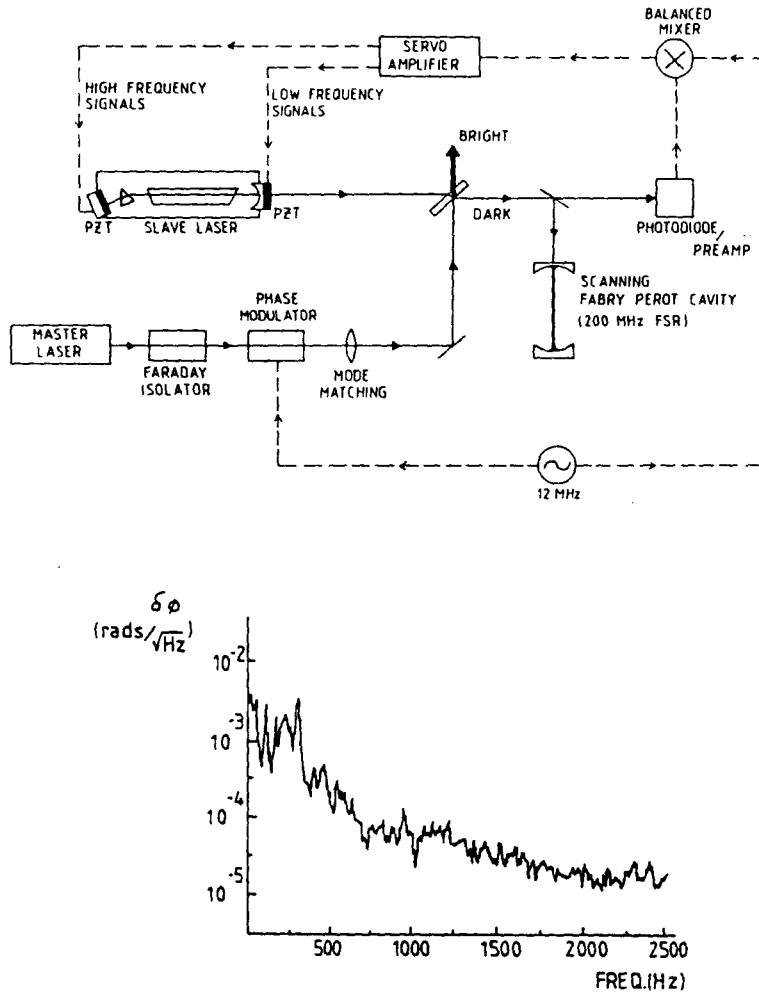 BALANCED
MIXER
SERVO
AMPLIFIER
HIGH FREQUENCY
SIGNALS
LOW FREQUENCY
SIGNALS
BRIGHT
DARK
PZT
SLAVE LASER
PZT
PHOTODIODE/
PREAMP
SCANNING
FABRY PEROT CAVITY
(200 MHz FSR)
PHASE
MODULATOR
MASTER
LASER
FARADAY
ISOLATOR
MODE
MATCHING
12 MHz
δφ
(rads/√Hz)
10⁻²
10⁻³
10⁻⁴
10⁻⁵
500 1000 1500 2000 2500
FREQ.(Hz)